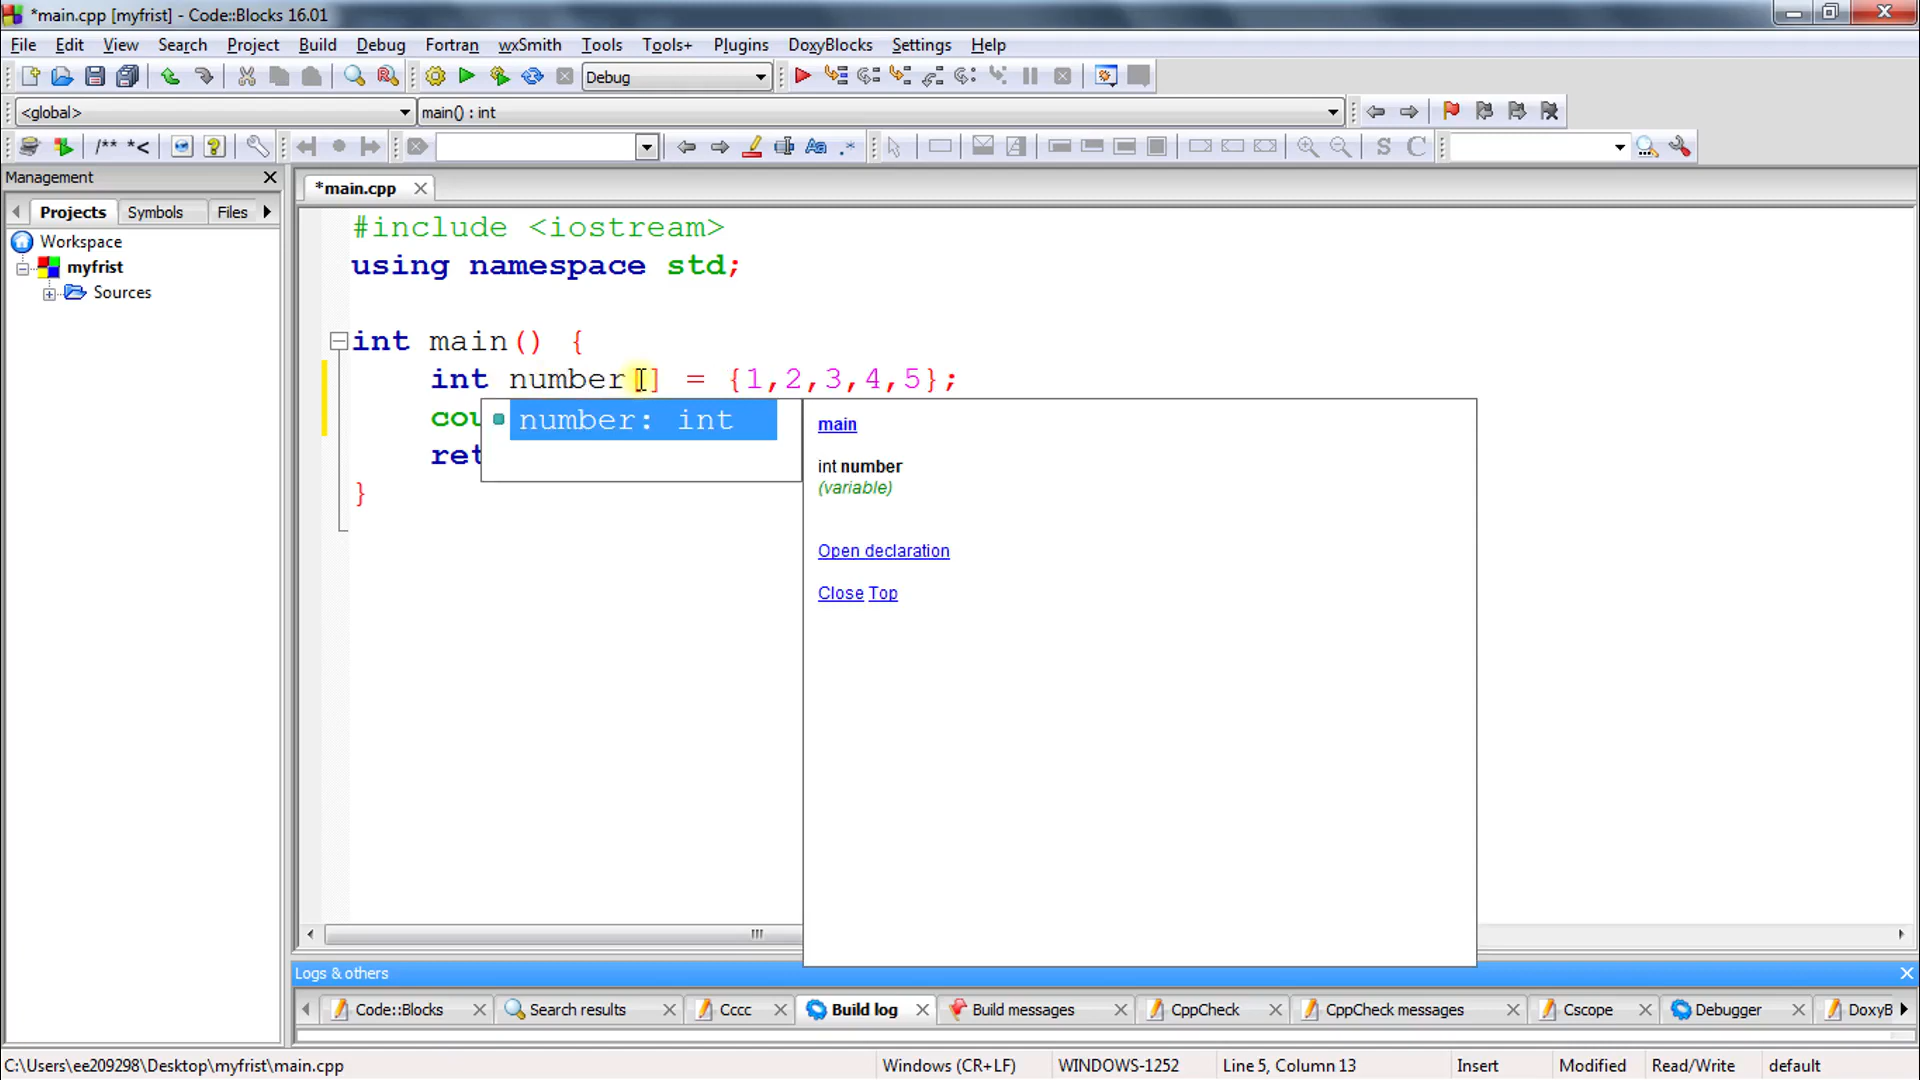 *main.cpp [myfrist] - Code::Blocks 16.01
File Edit View Search Project Build Debug Fortran wxSmith Tools Tools+ Plugins DoxyBlocks Settings Help
Debug
<global> main() : int
/** *<
Management
*main.cpp
Projects Symbols Files
Workspace
myfrist
Sources
#include <iostream>
using namespace std;
int main() {
int number[] = {1,2,3,4,5};
cou
ret
}
number: int
main
int number
(variable)
Open declaration
Close Top
Logs & others
Code::Blocks Search results Cccc Build log Build messages CppCheck CppCheck messages Cscope Debugger DoxyB
C:\Users\ee209298\Desktop\myfrist\main.cpp Windows (CR+LF) WINDOWS-1252 Line 5, Column 13 Insert Modified Read/Write default